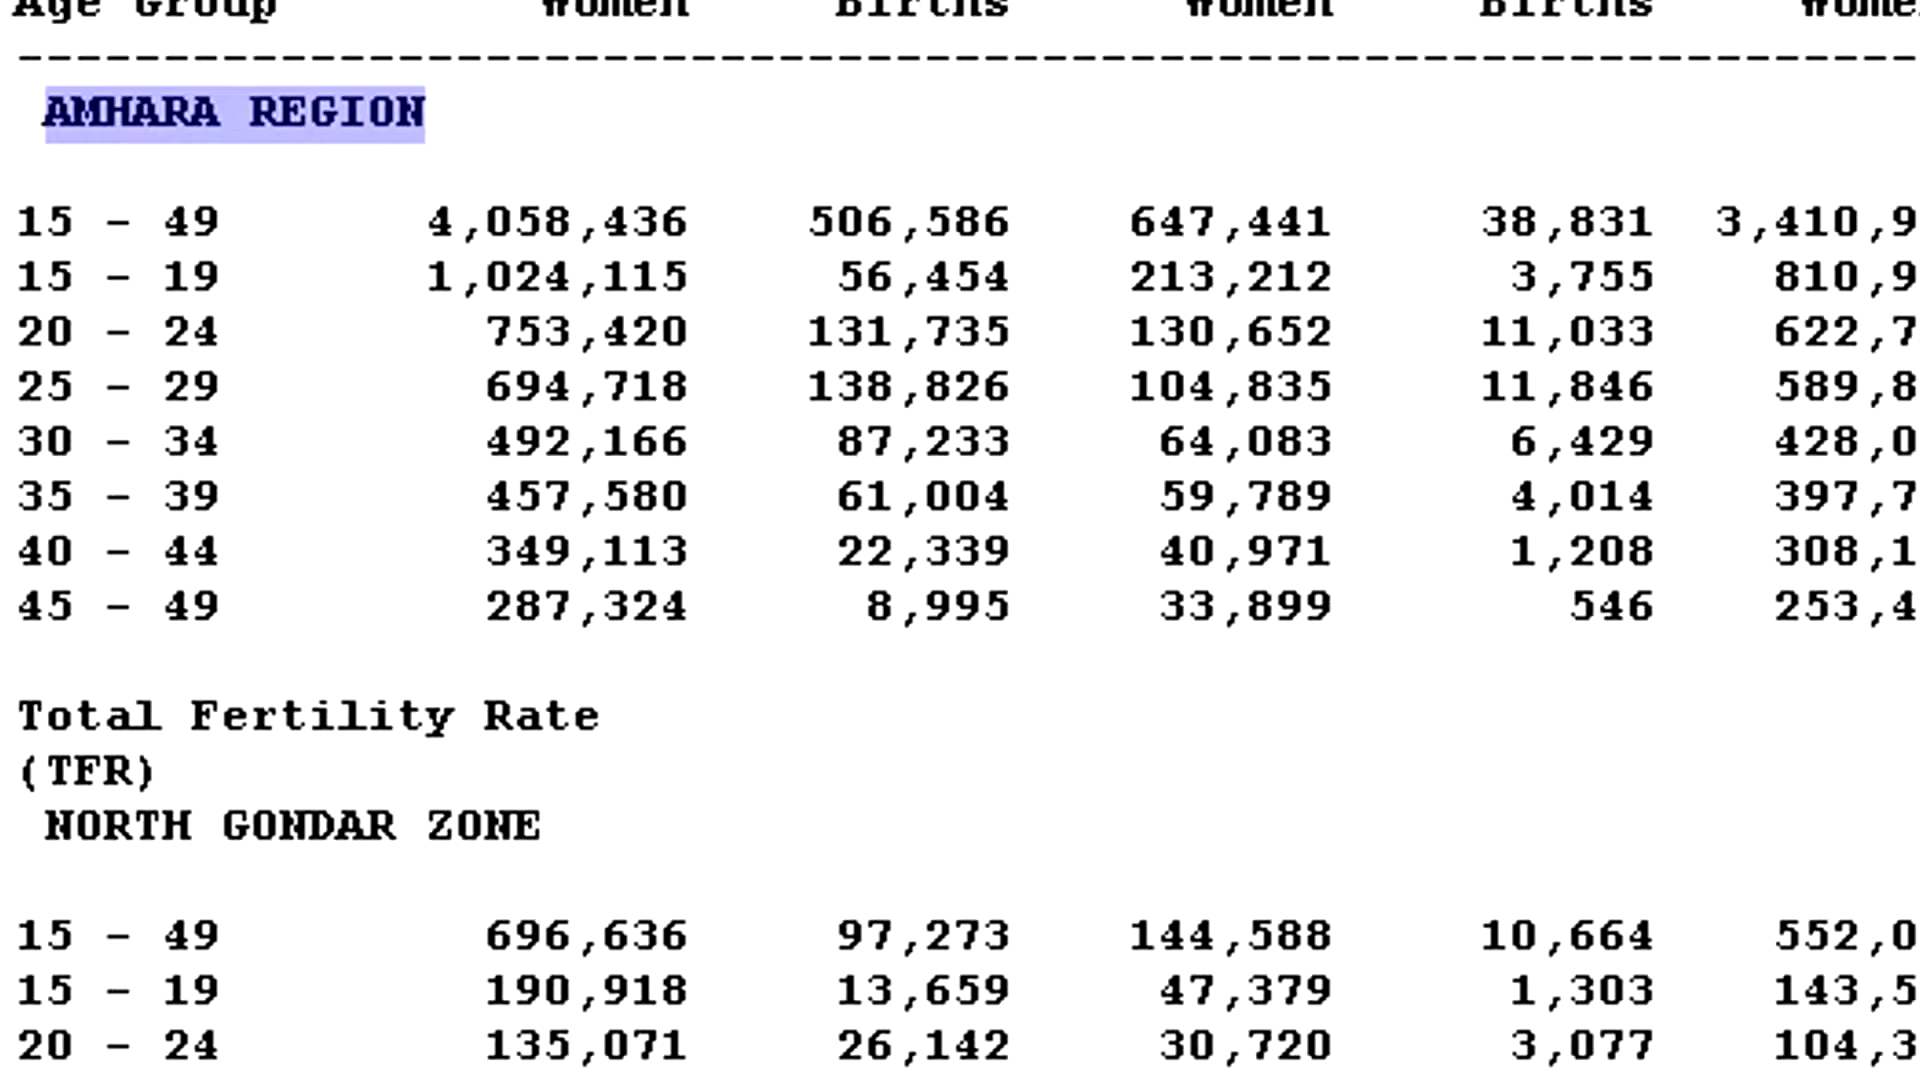 Age Group Women Births Women Births Wome
--------------------------------------------------------------
AMHARA REGION
15 - 49 4,058,436 506,586 647,441 38,831 3,410,9
15 - 19 1,024,115 56,454 213,212 3,755 810,9
20 - 24 753,420 131,735 130,652 11,033 622,7
25 - 29 694,718 138,826 104,835 11,846 589,8
30 - 34 492,166 87,233 64,083 6,429 428,0
35 - 39 457,580 61,004 59,789 4,014 397,7
40 - 44 349,113 22,339 40,971 1,208 308,1
45 - 49 287,324 8,995 33,899 546 253,4
Total Fertility Rate
(TFR)
NORTH GONDAR ZONE
15 - 49 696,636 97,273 144,588 10,664 552,0
15 - 19 190,918 13,659 47,379 1,303 143,5
20 - 24 135,071 26,142 30,720 3,077 104,3